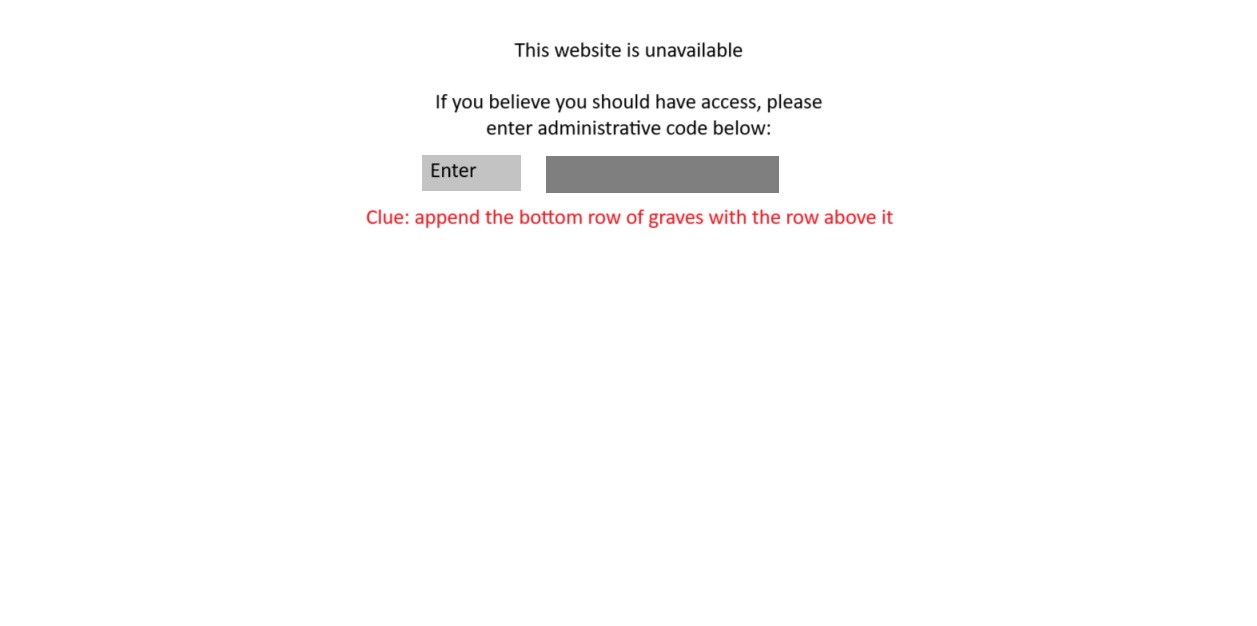 This website is unavailable
If you believe you should have access, please
enter administrative code below:
Enter
Clue: append the bottom row of graves with the row above it